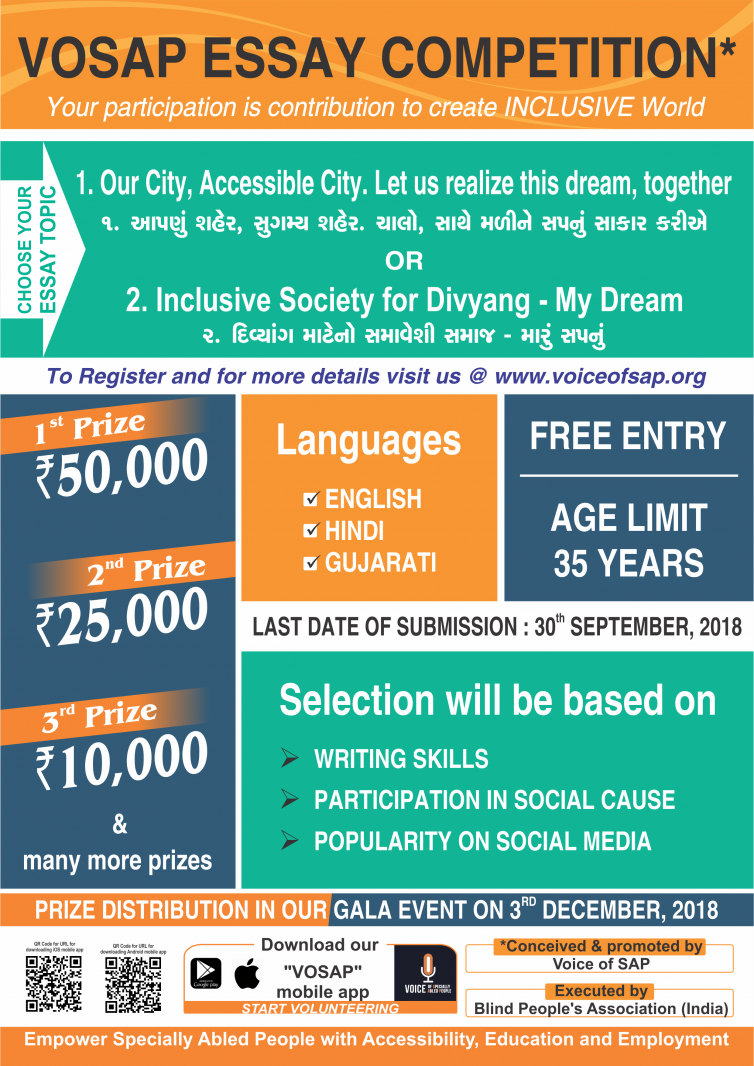 VOSAP ESSAY COMPETITION*
Your participation is contribution to create INCLUSIVE World
CHOOSE YOUR
ESSAY TOPIC
1. Our City, Accessible City. Let us realize this dream, together
૧. આપણું શહેર, સુગમ્ય શહેર. ચાલો, સાથે મળીને સપનું સાકાર કરીએ
OR
2. Inclusive Society for Divyang - My Dream
૨. દિવ્યાંગ માટેનો સમાવેશી સમાજ - મારું સપનું
To Register and for more details visit us @ www.voiceofsap.org
1st Prize
₹50,000
2nd Prize
₹25,000
3rd Prize
₹10,000
&
many more prizes
Languages
ENGLISH
HINDI
GUJARATI
FREE ENTRY
AGE LIMIT
35 YEARS
LAST DATE OF SUBMISSION : 30th SEPTEMBER, 2018
Selection will be based on
WRITING SKILLS
PARTICIPATION IN SOCIAL CAUSE
POPULARITY ON SOCIAL MEDIA
PRIZE DISTRIBUTION IN OUR GALA EVENT ON 3RD DECEMBER, 2018
QR Code for URL for
downloading iOS mobile app
QR Code for URL for
downloading Android mobile app
Download our
"VOSAP"
mobile app
Google play
VOICE OF SPECIALLY
ABLED PEOPLE
START VOLUNTEERING
*Conceived & promoted by
Voice of SAP
Executed by
Blind People's Association (India)
Empower Specially Abled People with Accessibility, Education and Employment